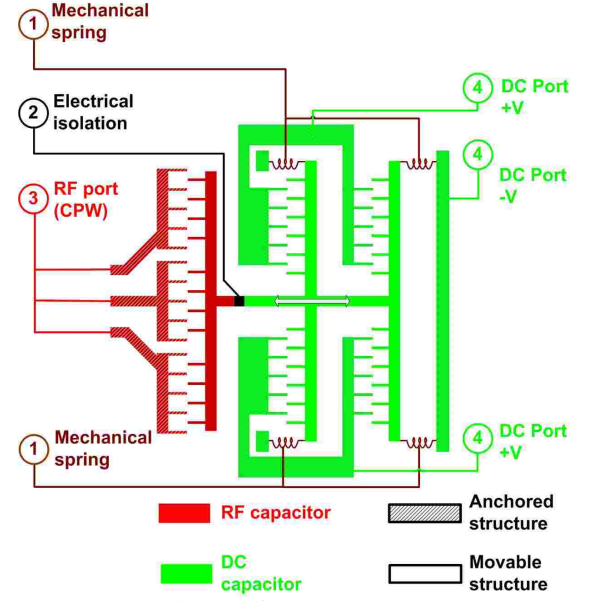 1
Mechanical
spring
2
Electrical
isolation
3
RF port
(CPW)
4
DC Port
+V
4
DC Port
-V
1
Mechanical
spring
4
DC Port
+V
RF capacitor
Anchored
structure
DC
capacitor
Movable
structure